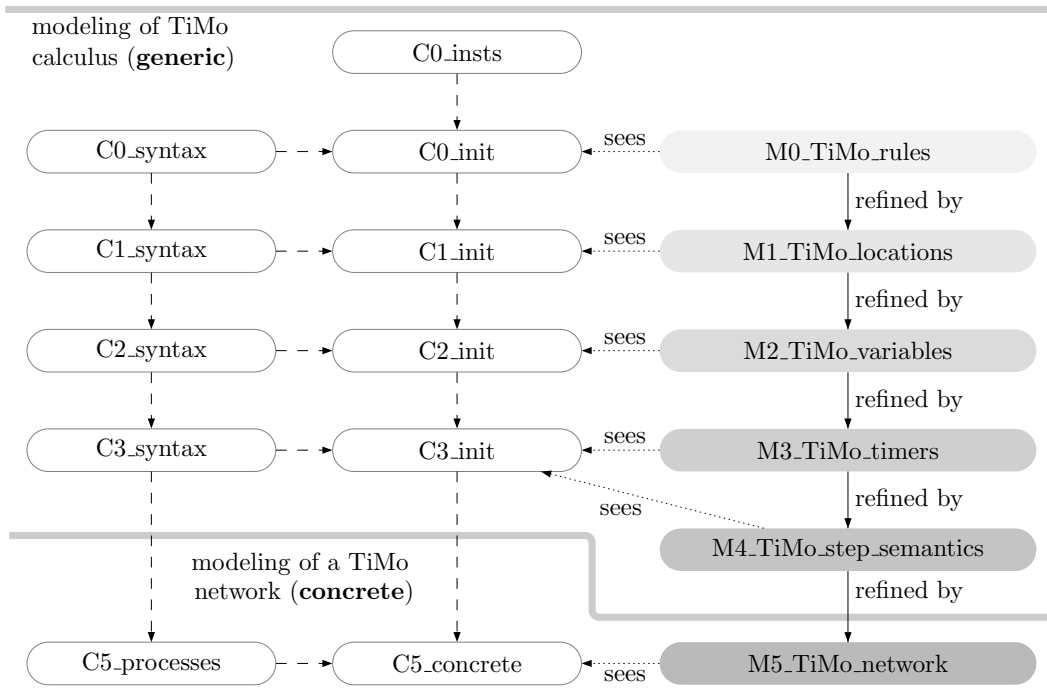 modeling of TiMo
calculus (generic)
C0_insts
C0_syntax
C0_init
sees
M0_TiMo_rules
refined by
C1_syntax
C1_init
sees
M1_TiMo_locations
refined by
C2_syntax
C2_init
sees
M2_TiMo_variables
refined by
C3_syntax
C3_init
sees
M3_TiMo_timers
refined by
sees
M4_TiMo_step_semantics
modeling of a TiMo
network (concrete)
refined by
C5_processes
C5_concrete
sees
M5_TiMo_network